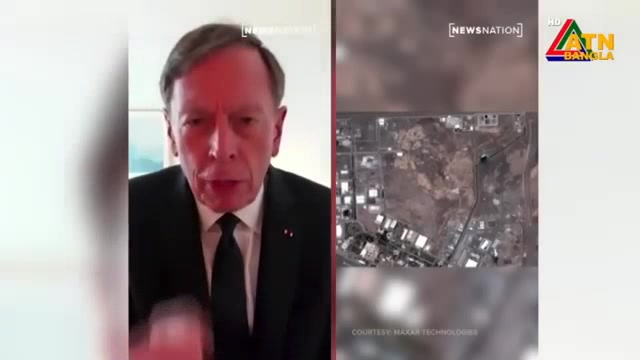 [NEWSNATION]
[NEWSNATION]
HD
ATN
BANGLA
COURTESY: MAXAR TECHNOLOGIES